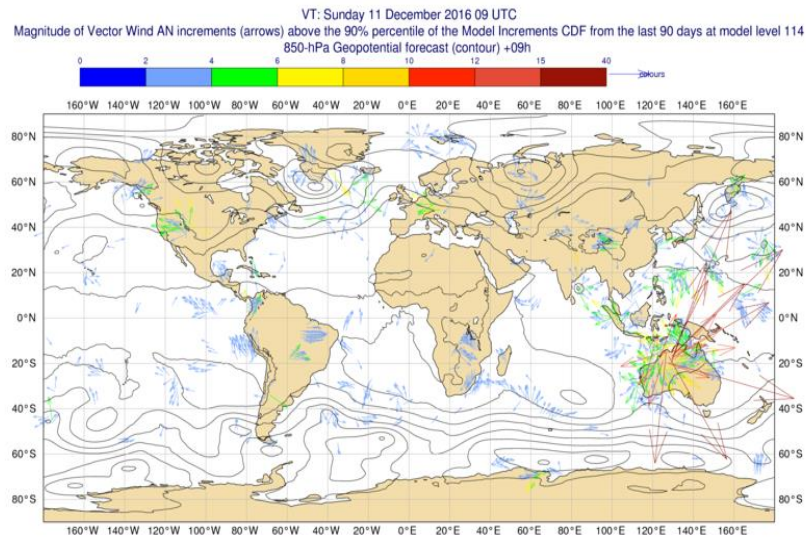 VT: Sunday 11 December 2016 09 UTC
Magnitude of Vector Wind AN increments (arrows) above the 90% percentile of the Model Increments CDF from the last 90 days at model level 114
850-hPa Geopotential forecast (contour) +09h
0 2 4 6 8 10 12 15 40
colours
160°W 140°W 120°W 100°W 80°W 60°W 40°W 20°W 0°E 20°E 40°E 60°E 80°E 100°E 120°E 140°E 160°E
80°N 80°N
60°N 60°N
40°N 40°N
20°N 20°N
0°N 0°N
20°S 20°S
40°S 40°S
60°S 60°S
80°S 80°S
160°W 140°W 120°W 100°W 80°W 60°W 40°W 20°W 0°E 20°E 40°E 60°E 80°E 100°E 120°E 140°E 160°E